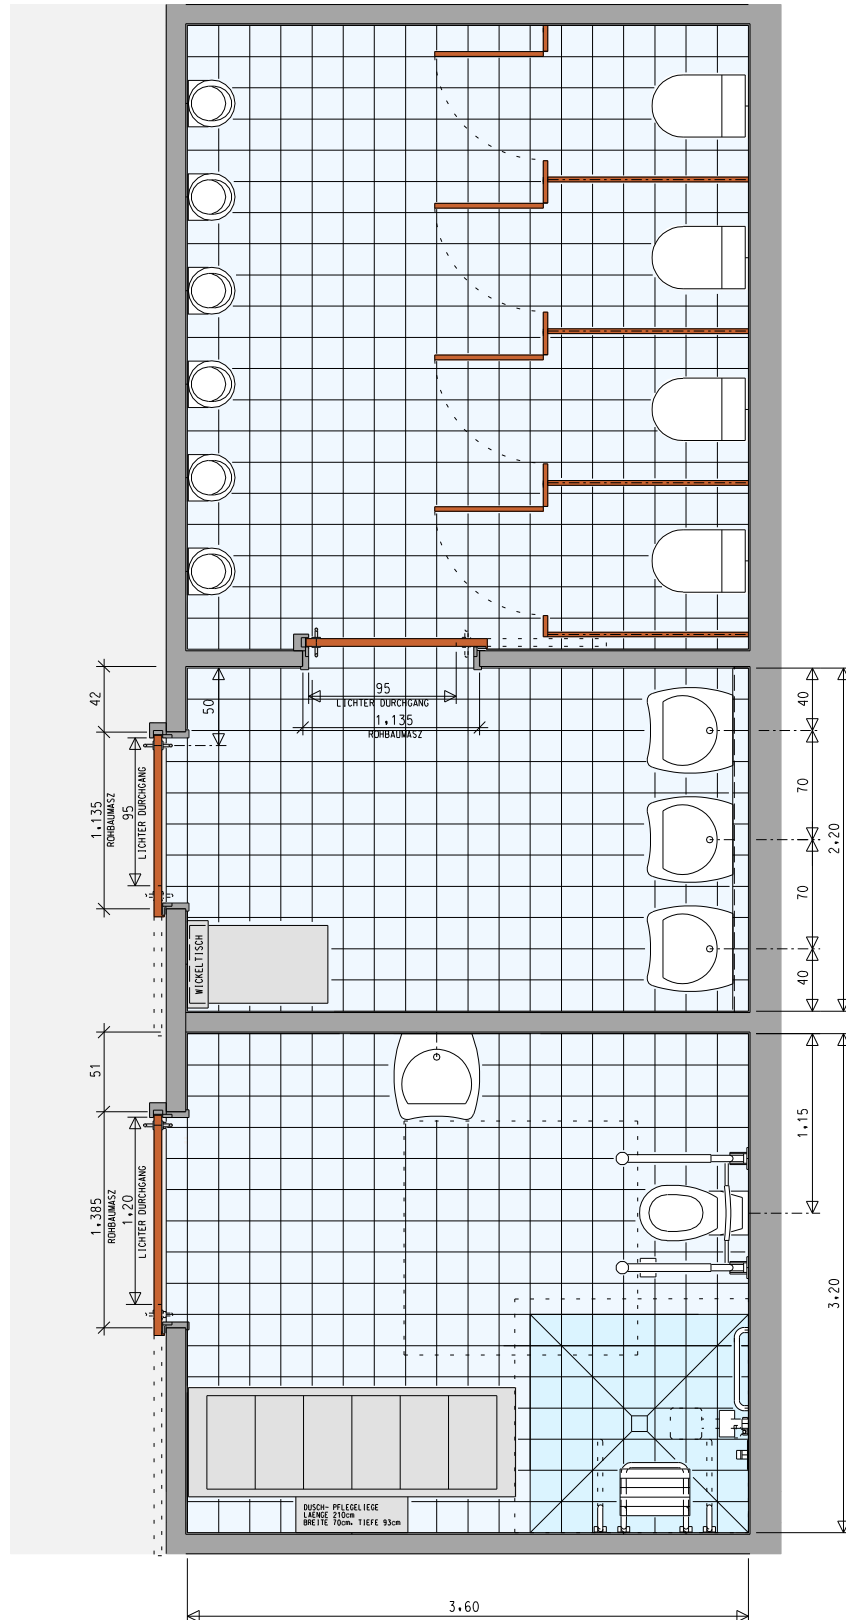 95
LICHTER DURCHGANG
1,135
ROHBAUMASZ
50
42
1,135
ROHBAUMASZ
95
LICHTER DURCHGANG
40
70
70
40
2,20
WICKELTISCH
51
1,385
ROHBAUMASZ
1,20
LICHTER DURCHGANG
1,15
3,20
DUSCH- PFLEGELIEGE
LAENGE 210cm
BREITE 70cm, TIEFE 93cm
3,60